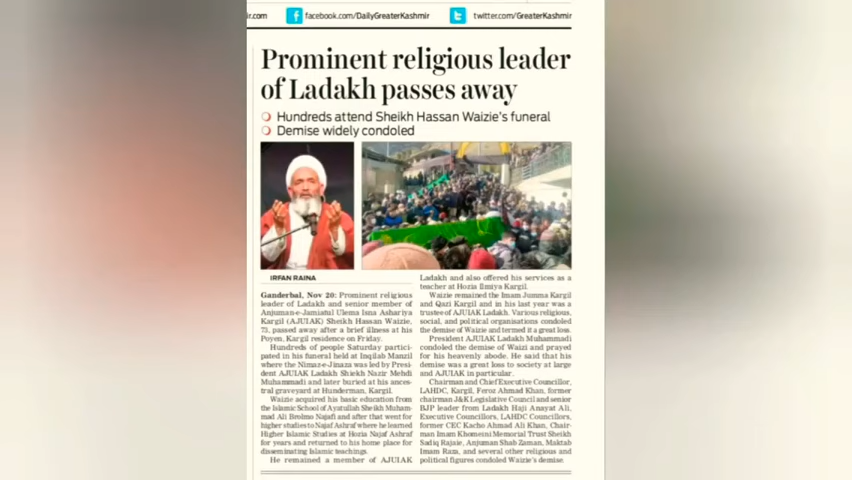 ir.com
facebook.com/DailyGreaterKashmir
twitter.com/GreaterKashmir
Prominent religious leader
of Ladakh passes away
Hundreds attend Sheikh Hassan Waizie's funeral
Demise widely condoled
IRFAN RAINA
Ganderbal, Nov 20: Prominent religious
leader of Ladakh and senior member of
Anjuman-e-Jamiatul Ulema Isna Ashariya
Kargil (AJUIAK) Sheikh Hassan Waizie,
73, passed away after a brief illness at his
Poyen, Kargil residence on Friday.
Hundreds of people Saturday partici-
pated in his funeral held at Inqilab Manzil
where the Nimaz-e-Jinaza was led by Presi-
dent AJUIAK Ladakh Shiekh Nazir Mehdi
Muhammadi and later buried at his ances-
tral graveyard at Hunderman, Kargil.
Waizie acquired his basic education from
the Islamic School of Ayatullah Sheikh Muham-
mad Ali Brolmo Najafi and after that went for
higher studies to Najaf Ashraf where he learned
Higher Islamic Studies at Hozia Najaf Ashraf
for years and returned to his home place for
disseminating Islamic teachings.
He remained a member of AJUIAK
Ladakh and also offered his services as a
teacher at Hozia Ilmiya Kargil.
Waizie remained the Imam Jumma Kargil
and Qazi Kargil and in his last year was a
trustee of AJUIAK Ladakh. Various religious,
social, and political organisations condoled
the demise of Waizie and termed it a great loss.
President AJUIAK Ladakh Muhammadi
condoled the demise of Waizi and prayed
for his heavenly abode. He said that his
demise was a great loss to society at large
and AJUIAK in particular.
Chairman and Chief Executive Councillor,
LAHDC, Kargil, Feroz Ahmad Khan, former
chairman J&K Legislative Council and senior
BJP leader from Ladakh Haji Anayat Ali,
Executive Councillors, LAHDC Councillors,
former CEC Kacho Ahmad Ali Khan, Chair-
man Imam Khomeni Memorial Trust Sheikh
Sadiq Rajaie, Anjuman Shab Zaman, Maktab
Imam Raza, and several other religious and
political figures condoled Waizie's demise.